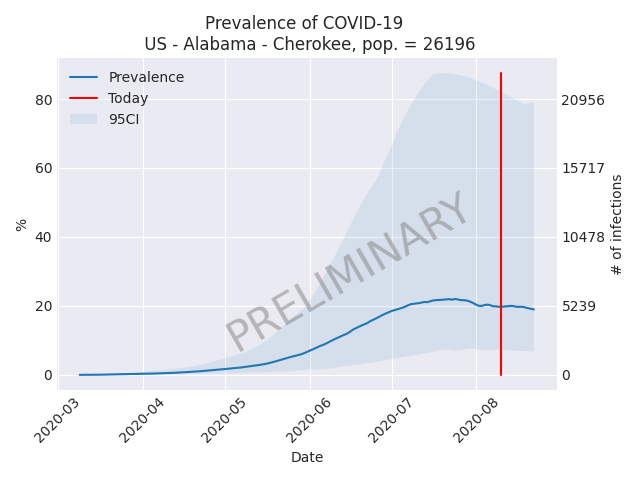 Prevalence of COVID-19
US - Alabama - Cherokee, pop. = 26196
Prevalence
Today
95CI
80
60
40
20
0
%
20956
15717
10478
5239
0
# of infections
PRELIMINARY
2020-03
2020-04
2020-05
2020-06
2020-07
2020-08
Date